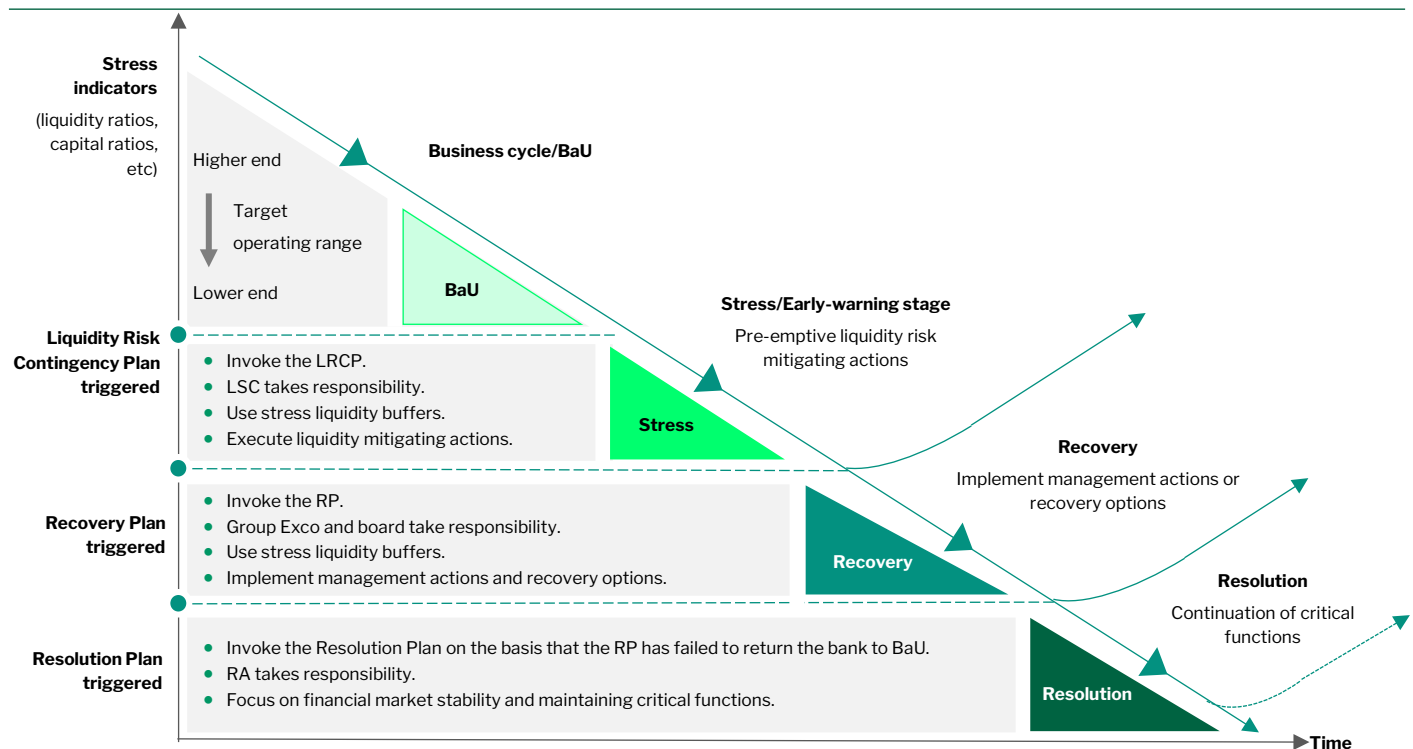 Stress
indicators
(liquidity ratios,
capital ratios,
etc)
Higher end
Target
operating range
Lower end
Business cycle/BaU
BaU
Stress/Early-warning stage
Pre-emptive liquidity risk
mitigating actions
Liquidity Risk
Contingency Plan
triggered
• Invoke the LRCP.
• LSC takes responsibility.
• Use stress liquidity buffers.
• Execute liquidity mitigating actions.
Stress
Recovery
Implement management actions or
recovery options
Recovery Plan
triggered
• Invoke the RP.
• Group Exco and board take responsibility.
• Use stress liquidity buffers.
• Implement management actions and recovery options.
Recovery
Resolution
Continuation of critical
functions
Resolution Plan
triggered
• Invoke the Resolution Plan on the basis that the RP has failed to return the bank to BaU.
• RA takes responsibility.
• Focus on financial market stability and maintaining critical functions.
Resolution
Time